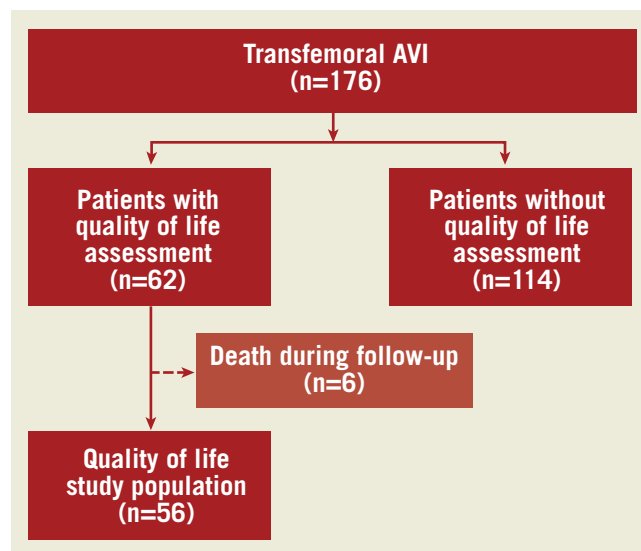 Transfemoral AVI
(n=176)
Patients with
quality of life
assessment
(n=62)
Patients without
quality of life
assessment
(n=114)
Death during follow-up
(n=6)
Quality of life
study population
(n=56)